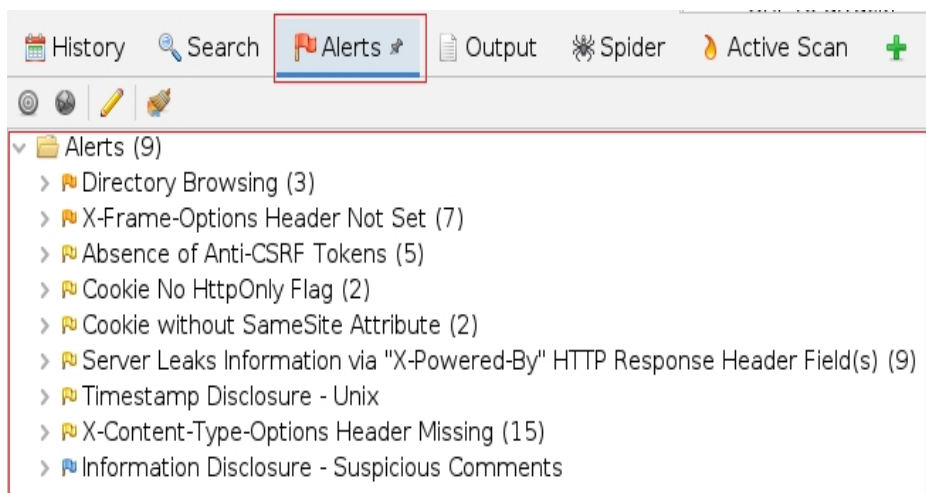 History Search Alerts Output Spider Active Scan
Alerts (9)
Directory Browsing (3)
X-Frame-Options Header Not Set (7)
Absence of Anti-CSRF Tokens (5)
Cookie No HttpOnly Flag (2)
Cookie without SameSite Attribute (2)
Server Leaks Information via "X-Powered-By" HTTP Response Header Field(s) (9)
Timestamp Disclosure - Unix
X-Content-Type-Options Header Missing (15)
Information Disclosure - Suspicious Comments